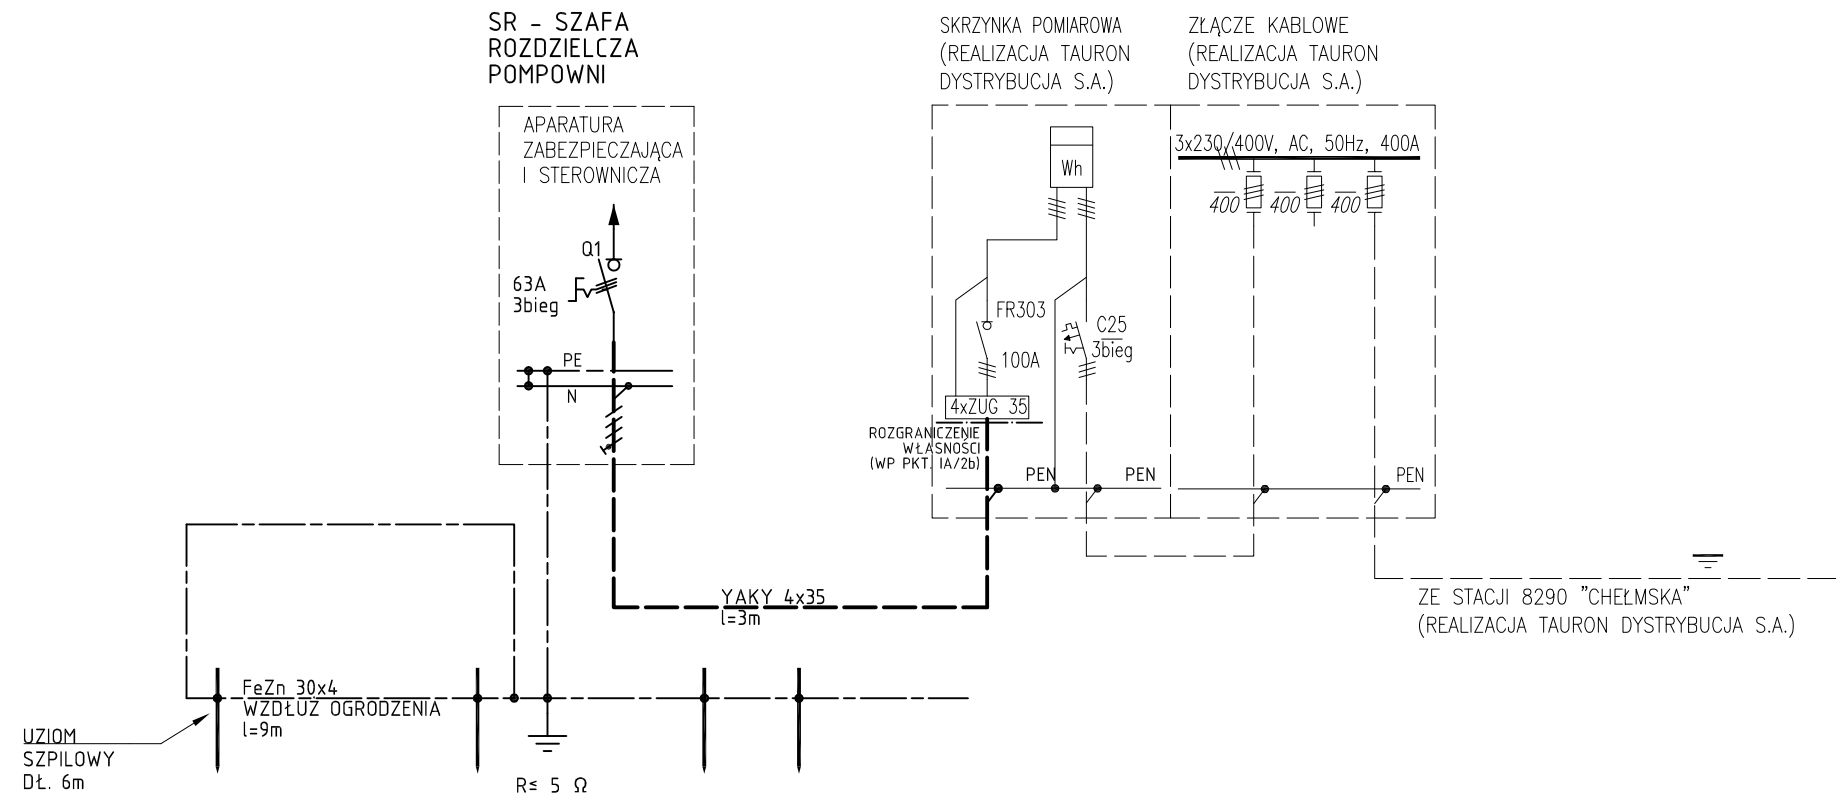 SR - SZAFA
ROZDZIELCZA
POMPOWNI
SKRZYNKA POMIAROWA
(REALIZACJA TAURON
DYSTRYBUCJA S.A.)
ZŁĄCZE KABLOWE
(REALIZACJA TAURON
DYSTRYBUCJA S.A.)
APARATURA
ZABEZPIECZAJĄCA
I STEROWNICZA
Q1
63A
3bieg
PE
N
Wh
FR303
100A
C25
3bieg
4xZUG 35
ROZGRANICZENIE
WŁASNOŚCI
(WP PKT. IA/2b)
PEN
PEN
3x230/400V, AC, 50Hz, 400A
400
400
400
PEN
YAKY 4x35
l=3m
ZE STACJI 8290 "CHEŁMSKA"
(REALIZACJA TAURON DYSTRYBUCJA S.A.)
FeZn 30x4
WZDŁUZ OGRODZENIA
l=9m
UZIOM
SZPILOWY
DŁ. 6m
R≤ 5 Ω